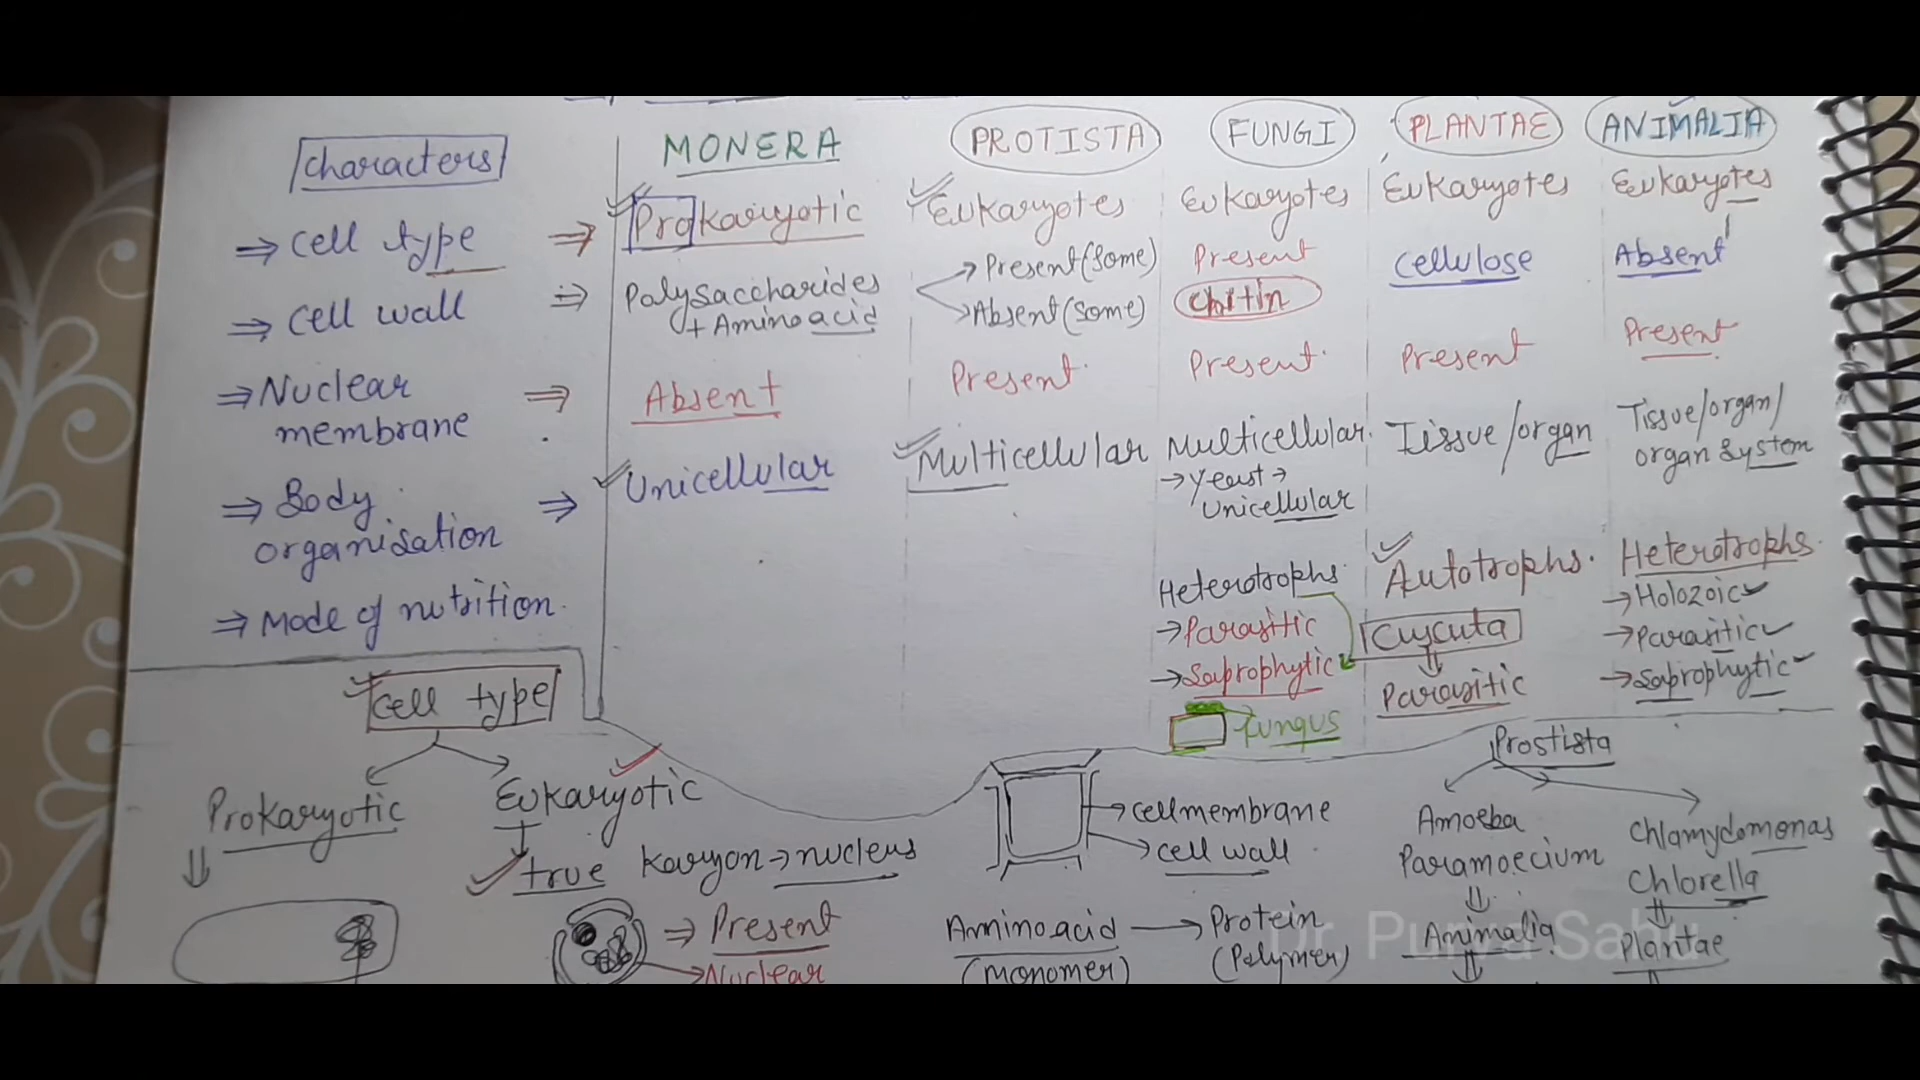 characters
MONERA
PROTISTA
FUNGI
PLANTAE
ANIMALIA
⇒ cell type ⇒
Prokaryotic
Eukaryotes
Eukaryotes
Eukaryotes
Eukaryotes
⇒ cell wall ⇒
Polysaccharides
+ Amino acid
→ Present (some)
→ Absent (some)
Present
Chitin
Cellulose
Absent
⇒ Nuclear
membrane ⇒
Absent
Present.
Present.
Present
Present
⇒ Body
organisation ⇒
Unicellular
Multicellular
Multicellular.
→ Yeast →
Unicellular
Tissue/organ
Tissue/organ/
organ system
⇒ Mode of nutrition.
Heterotrophs.
→ Parasitic
→ Saprophytic
fungus
Autotrophs.
Cuscuta
⇓
Parasitic
Heterotrophs.
→ Holozoic
→ Parasitic
→ Saprophytic
cell type
Prokaryotic
Eukaryotic
true karyon → nucleus
⇒ Present
→ Nuclear
→ cell membrane
→ cell wall
Amino acid → Protein
(monomer) (Polymer)
Prostista
Amoeba
Paramoecium
⇓
Animalia
Chlamydomonas
Chlorella
⇓
Plantae